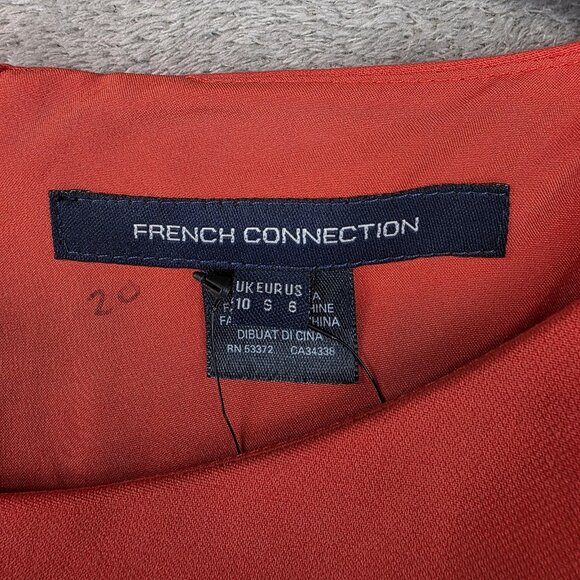 FRENCH CONNECTION
20
UK EUR US
10 S 6
DIBUAT DI CINA
RN 53372 CA34338